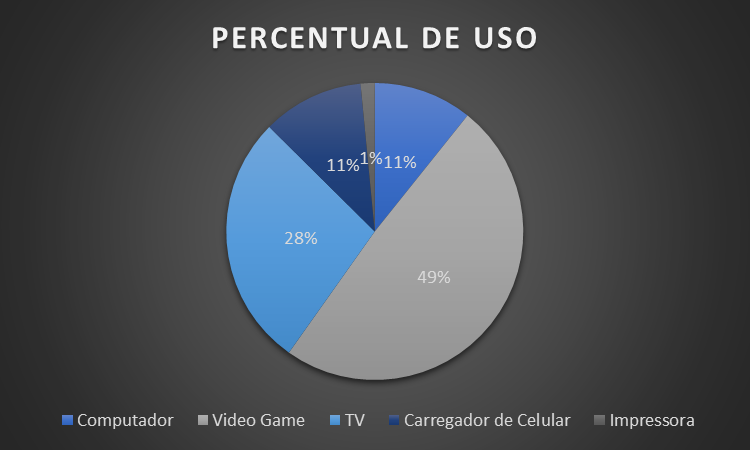 PERCENTUAL DE USO
11% 1% 11%
28%
49%
Computador Video Game TV Carregador de Celular Impressora